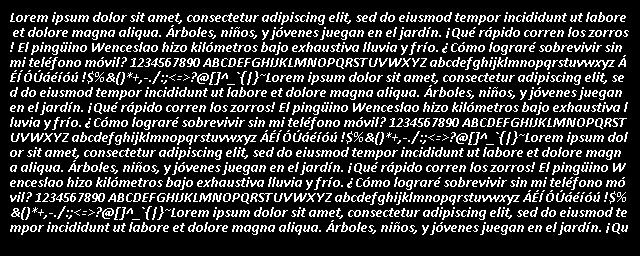 Lorem ipsum dolor sit amet, consectetur adipiscing elit, sed do eiusmod tempor incididunt ut labore
et dolore magna aliqua. Árboles, niños, y jóvenes juegan en el jardín. ¡Qué rápido corren los zorros
! El pingüino Wenceslao hizo kilómetros bajo exhaustiva lluvia y frío. ¿Cómo lograré sobrevivir sin
mi teléfono móvil? 1234567890 ABCDEFGHIJKLMNOPQRSTUVWXYZ abcdefghijklmnopqrstuvwxyz Á
ÉÍÓÚáéíóú !$%&()*+,-./:;<=>?@[]^_`{|}~Lorem ipsum dolor sit amet, consectetur adipiscing elit, se
d do eiusmod tempor incididunt ut labore et dolore magna aliqua. Árboles, niños, y jóvenes juegan
en el jardín. ¡Qué rápido corren los zorros! El pingüino Wenceslao hizo kilómetros bajo exhaustiva l
luvia y frío. ¿Cómo lograré sobrevivir sin mi teléfono móvil? 1234567890 ABCDEFGHIJKLMNOPQRST
UVWXYZ abcdefghijklmnopqrstuvwxyz ÁÉÍÓÚáéíóú !$%&()*+,-./:;<=>?@[]^_`{|}~Lorem ipsum dol
or sit amet, consectetur adipiscing elit, sed do eiusmod tempor incididunt ut labore et dolore magn
a aliqua. Árboles, niños, y jóvenes juegan en el jardín. ¡Qué rápido corren los zorros! El pingüino W
enceslao hizo kilómetros bajo exhaustiva lluvia y frío. ¿Cómo lograré sobrevivir sin mi teléfono mó
vil? 1234567890 ABCDEFGHIJKLMNOPQRSTUVWXYZ abcdefghijklmnopqrstuvwxyz ÁÉÍÓÚáéíóú !$%
&()*+,-./:;<=>?@[]^_`{|}~Lorem ipsum dolor sit amet, consectetur adipiscing elit, sed do eiusmod te
mpor incididunt ut labore et dolore magna aliqua. Árboles, niños, y jóvenes juegan en el jardín. ¡Qu